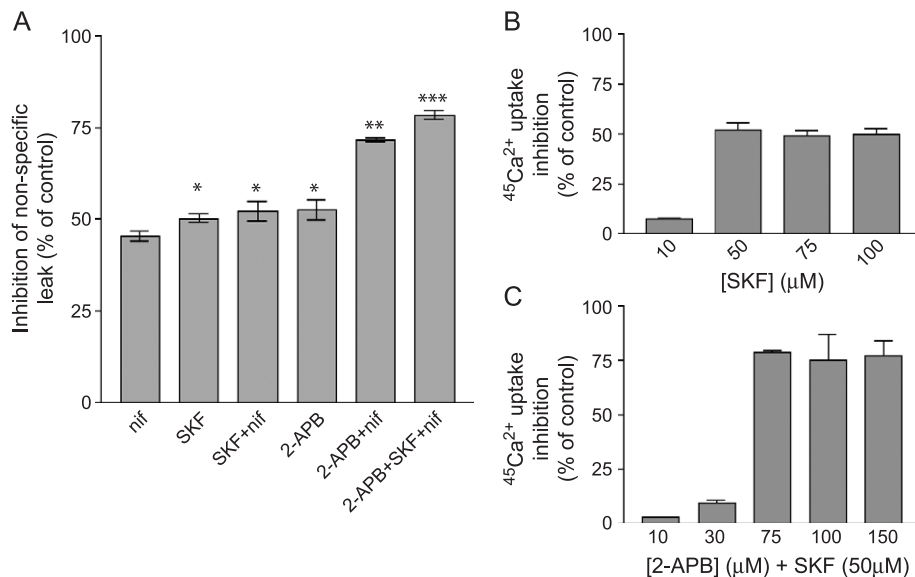 A
Inhibition of non-specific
leak (% of control)
100
75
50
25
0
*
*
*
**
***
nif
SKF
SKF+nif
2-APB
2-APB+nif
2-APB+SKF+nif
B
⁴⁵Ca²⁺ uptake
inhibition
(% of control)
100
75
50
25
0
10
50
75
100
[SKF] (μM)
C
⁴⁵Ca²⁺ uptake
inhibition
(% of control)
100
75
50
25
0
10
30
75
100
150
[2-APB] (μM) + SKF (50μM)